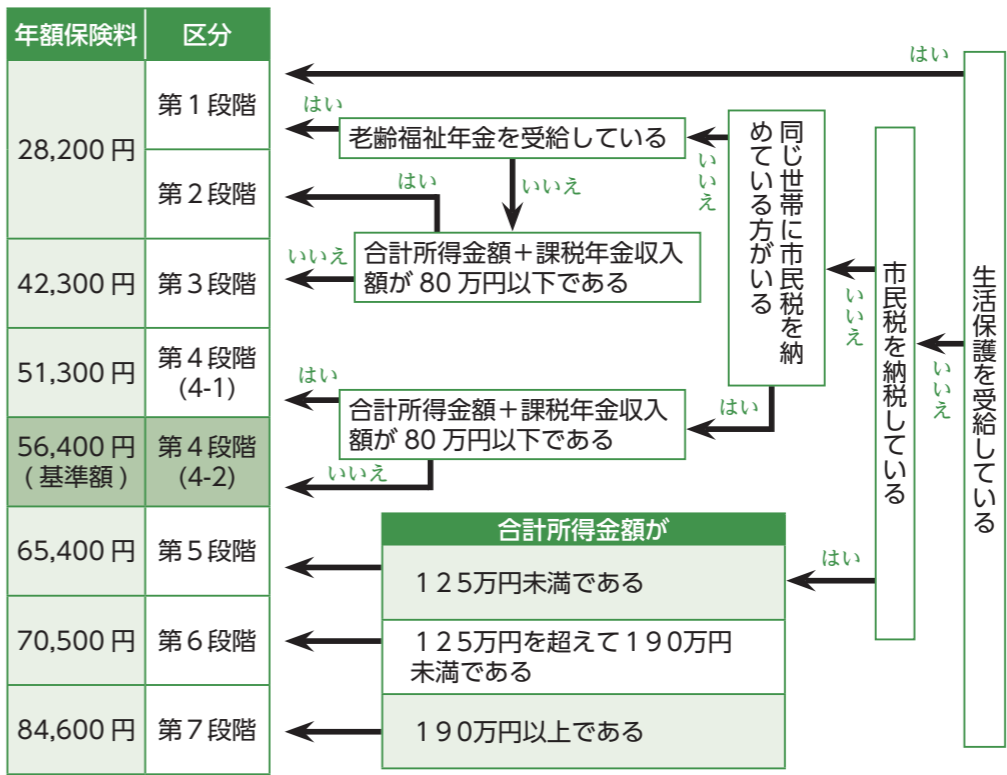 年額保険料 区分
28,200 円
第1段階
第2段階
42,300 円 第3段階
51,300 円 第4段階
(4-1)
56,400 円 第4段階
( 基準額 ) (4-2)
65,400 円 第5段階
70,500 円 第6段階
84,600 円 第7段階
はい
はい
老齢福祉年金を受給している
いいえ
はい
いいえ
合計所得金額+課税年金収入
額が 80 万円以下である
いいえ
同じ世帯に市民税を納
めている方がいる
はい
はい
合計所得金額+課税年金収入
額が 80 万円以下である
いいえ
いいえ
市民税を納税している
いいえ
生活保護を受給している
はい
合計所得金額が
125万円未満である
125万円を超えて190万円
未満である
190万円以上である